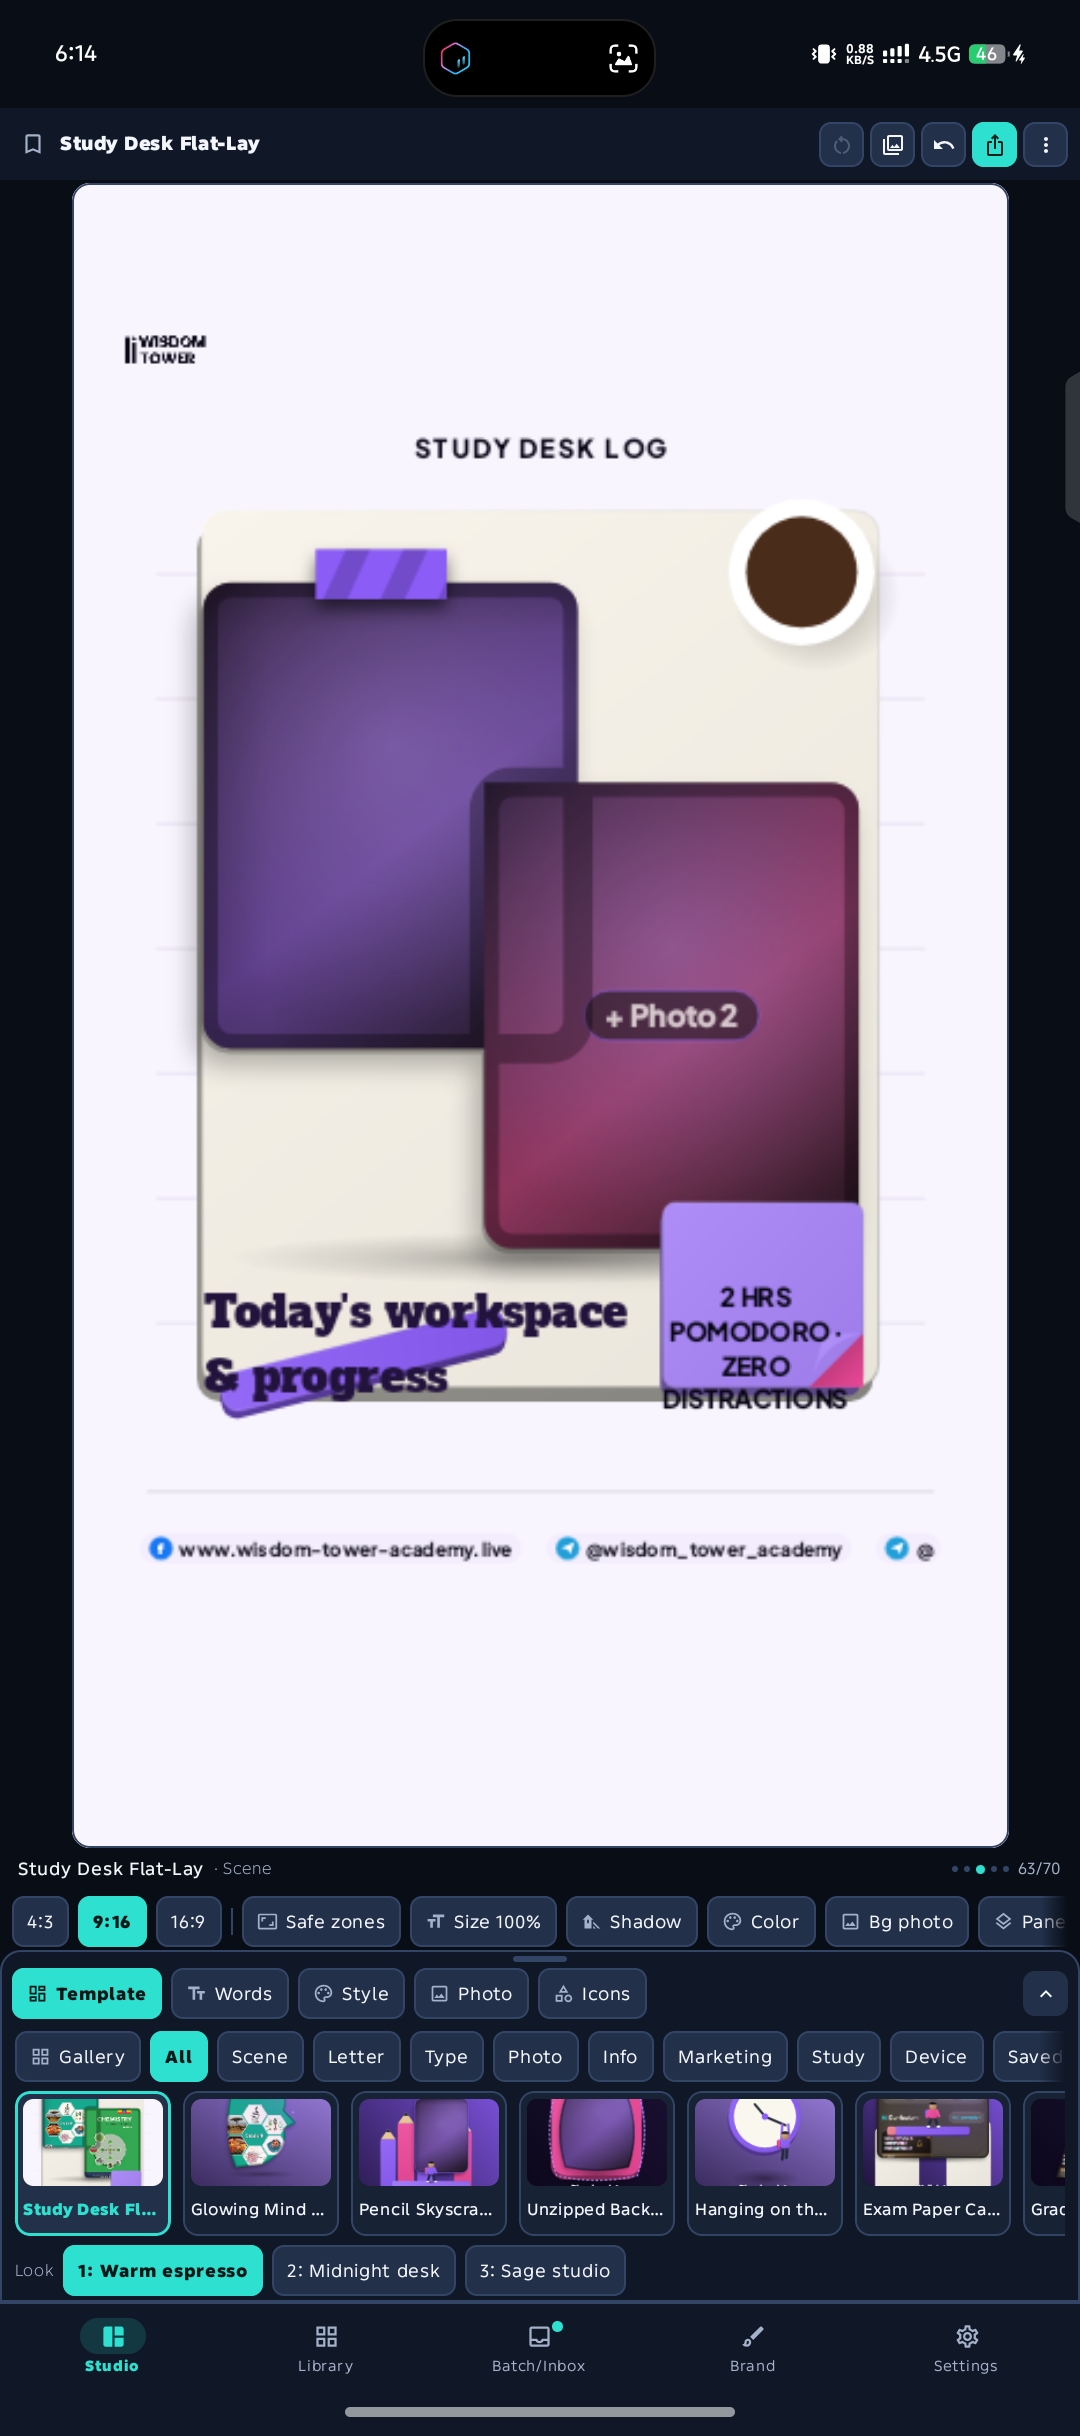 6:14
0.88
KB/S
4.5G
46
Study Desk Flat-Lay
WISDOM
TOWER
STUDY DESK LOG
+ Photo 2
Today's workspace
& progress
2 HRS
POMODORO ·
ZERO
DISTRACTIONS
www.wisdom-tower-academy.live
@wisdom_tower_academy
@
Study Desk Flat-Lay · Scene
63/70
4:3
9:16
16:9
Safe zones
Size 100%
Shadow
Color
Bg photo
Pane
Template
Words
Style
Photo
Icons
Gallery
All
Scene
Letter
Type
Photo
Info
Marketing
Study
Device
Saved
CHEMISTRY
Study Desk Fl...
Glowing Mind ...
Pencil Skyscra...
Unzipped Back...
Hanging on th...
Exam Paper Ca...
Grad
Look
1: Warm espresso
2: Midnight desk
3: Sage studio
Studio
Library
Batch/Inbox
Brand
Settings